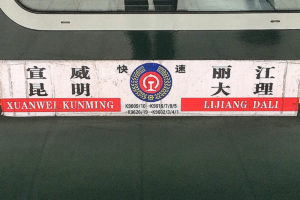 宣威 快速 丽江
昆明 大理
XUANWEI KUNMING LIJIANG DALI